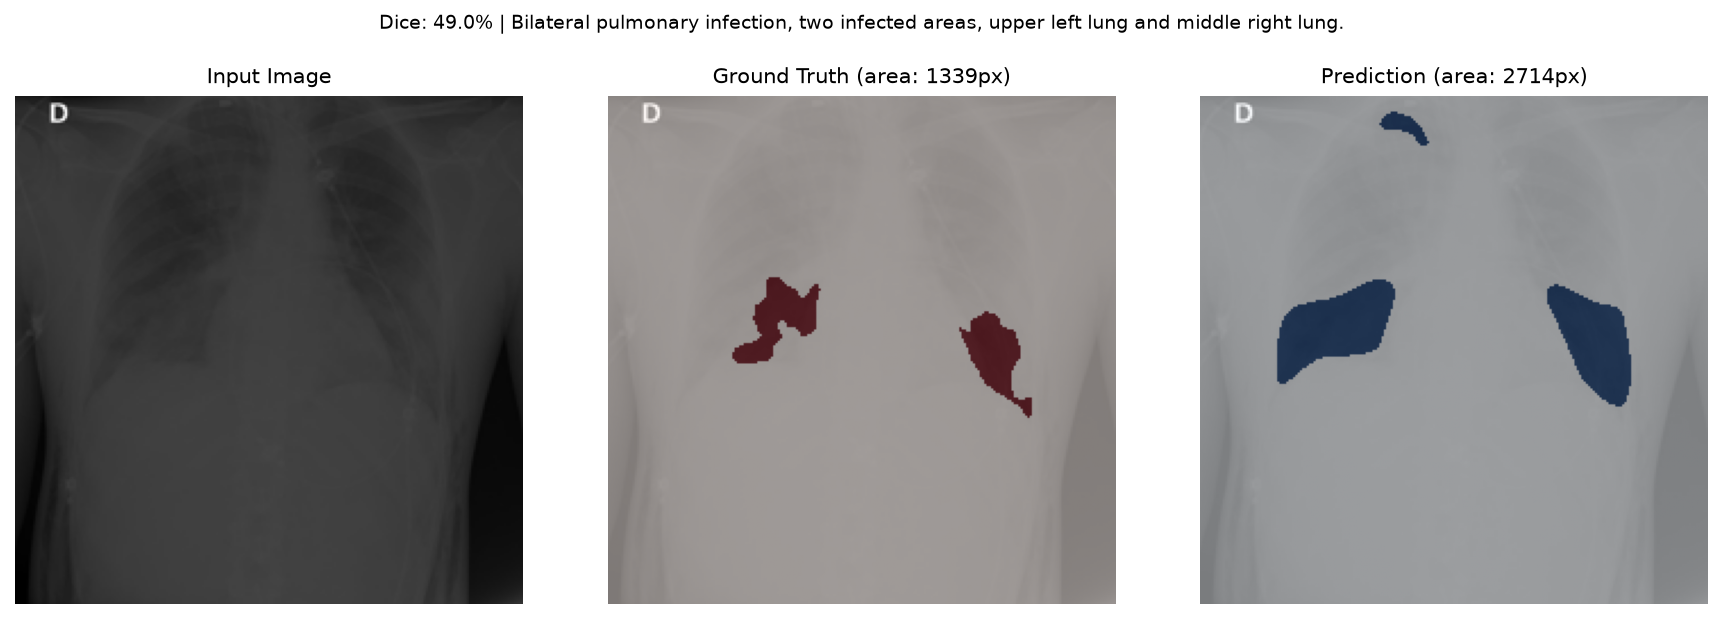 Dice: 49.0% | Bilateral pulmonary infection, two infected areas, upper left lung and middle right lung.
Input Image
Ground Truth (area: 1339px)
Prediction (area: 2714px)
D
D
D